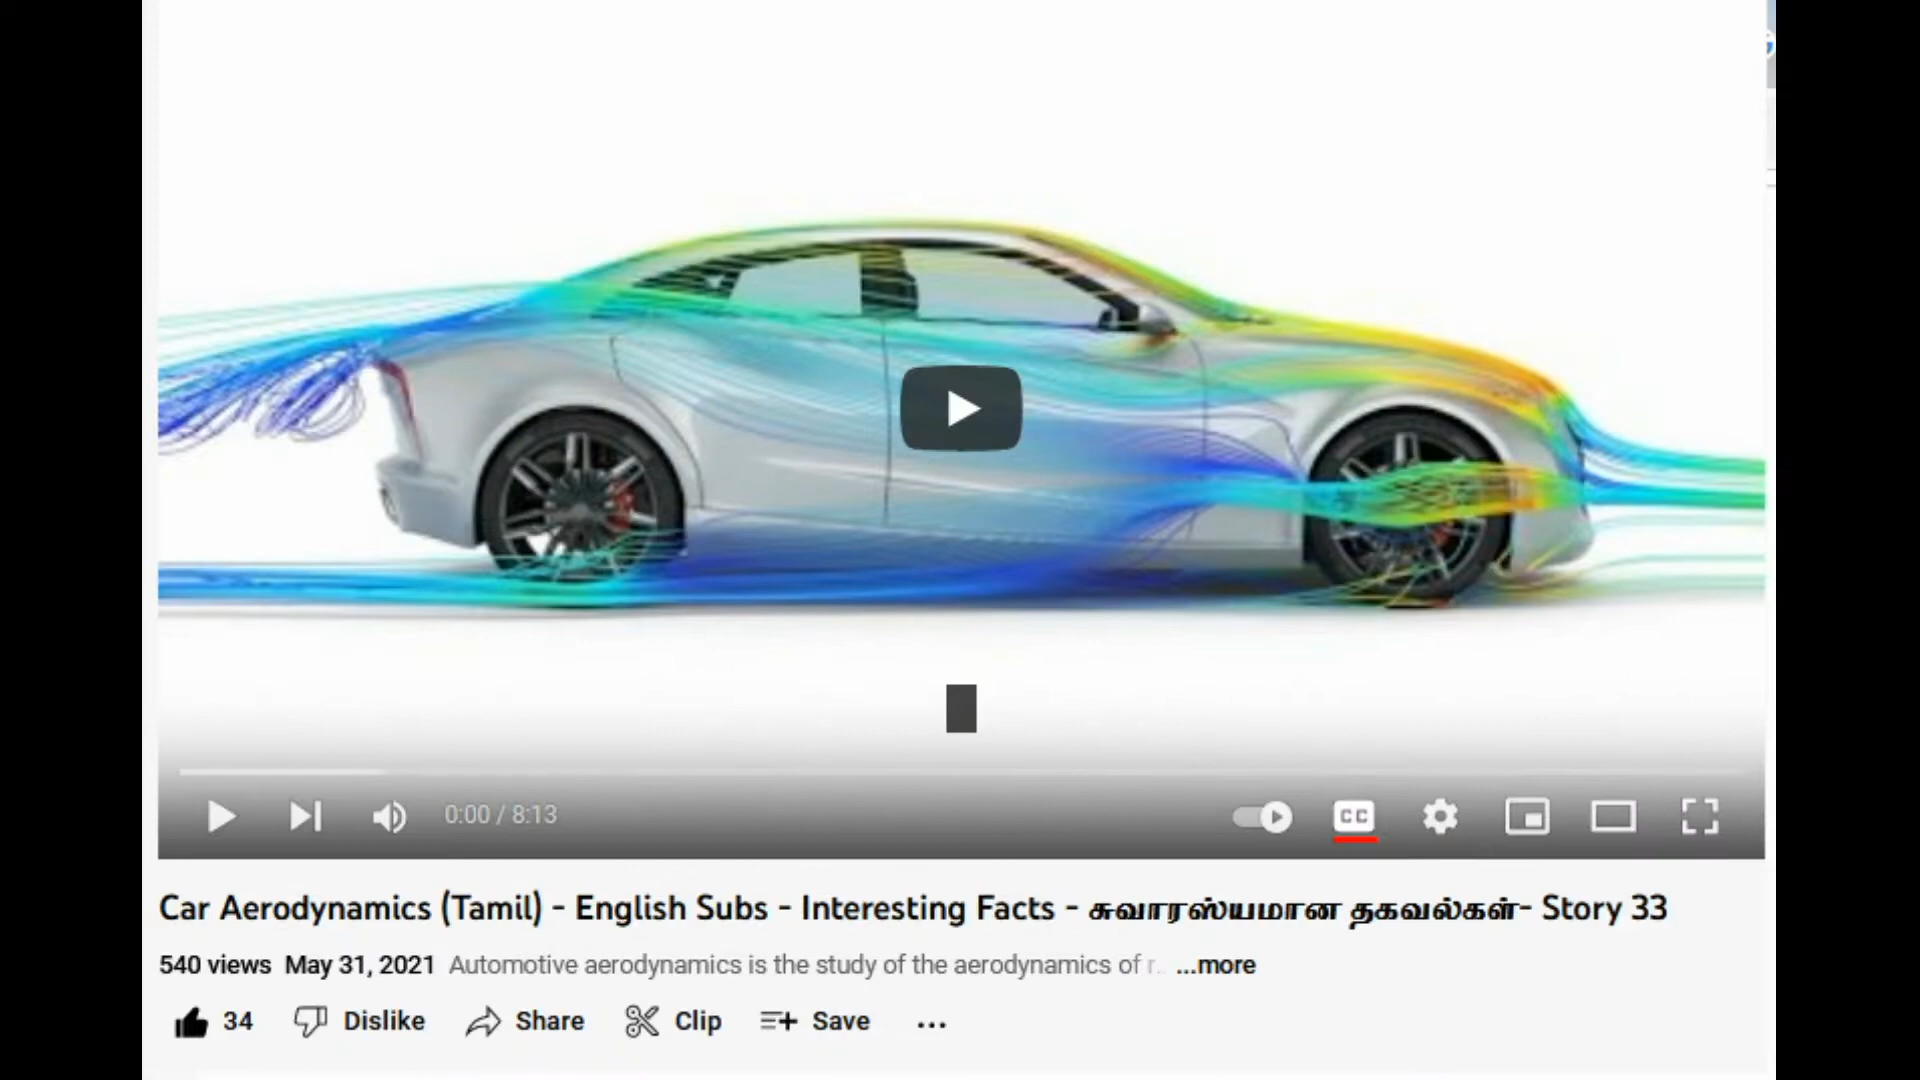 0:00 / 8:13
CC
Car Aerodynamics (Tamil) - English Subs - Interesting Facts - சுவாரஸ்யமான தகவல்கள்- Story 33
540 views May 31, 2021 Automotive aerodynamics is the study of the aerodynamics of r.. ...more
34 Dislike Share Clip Save ...